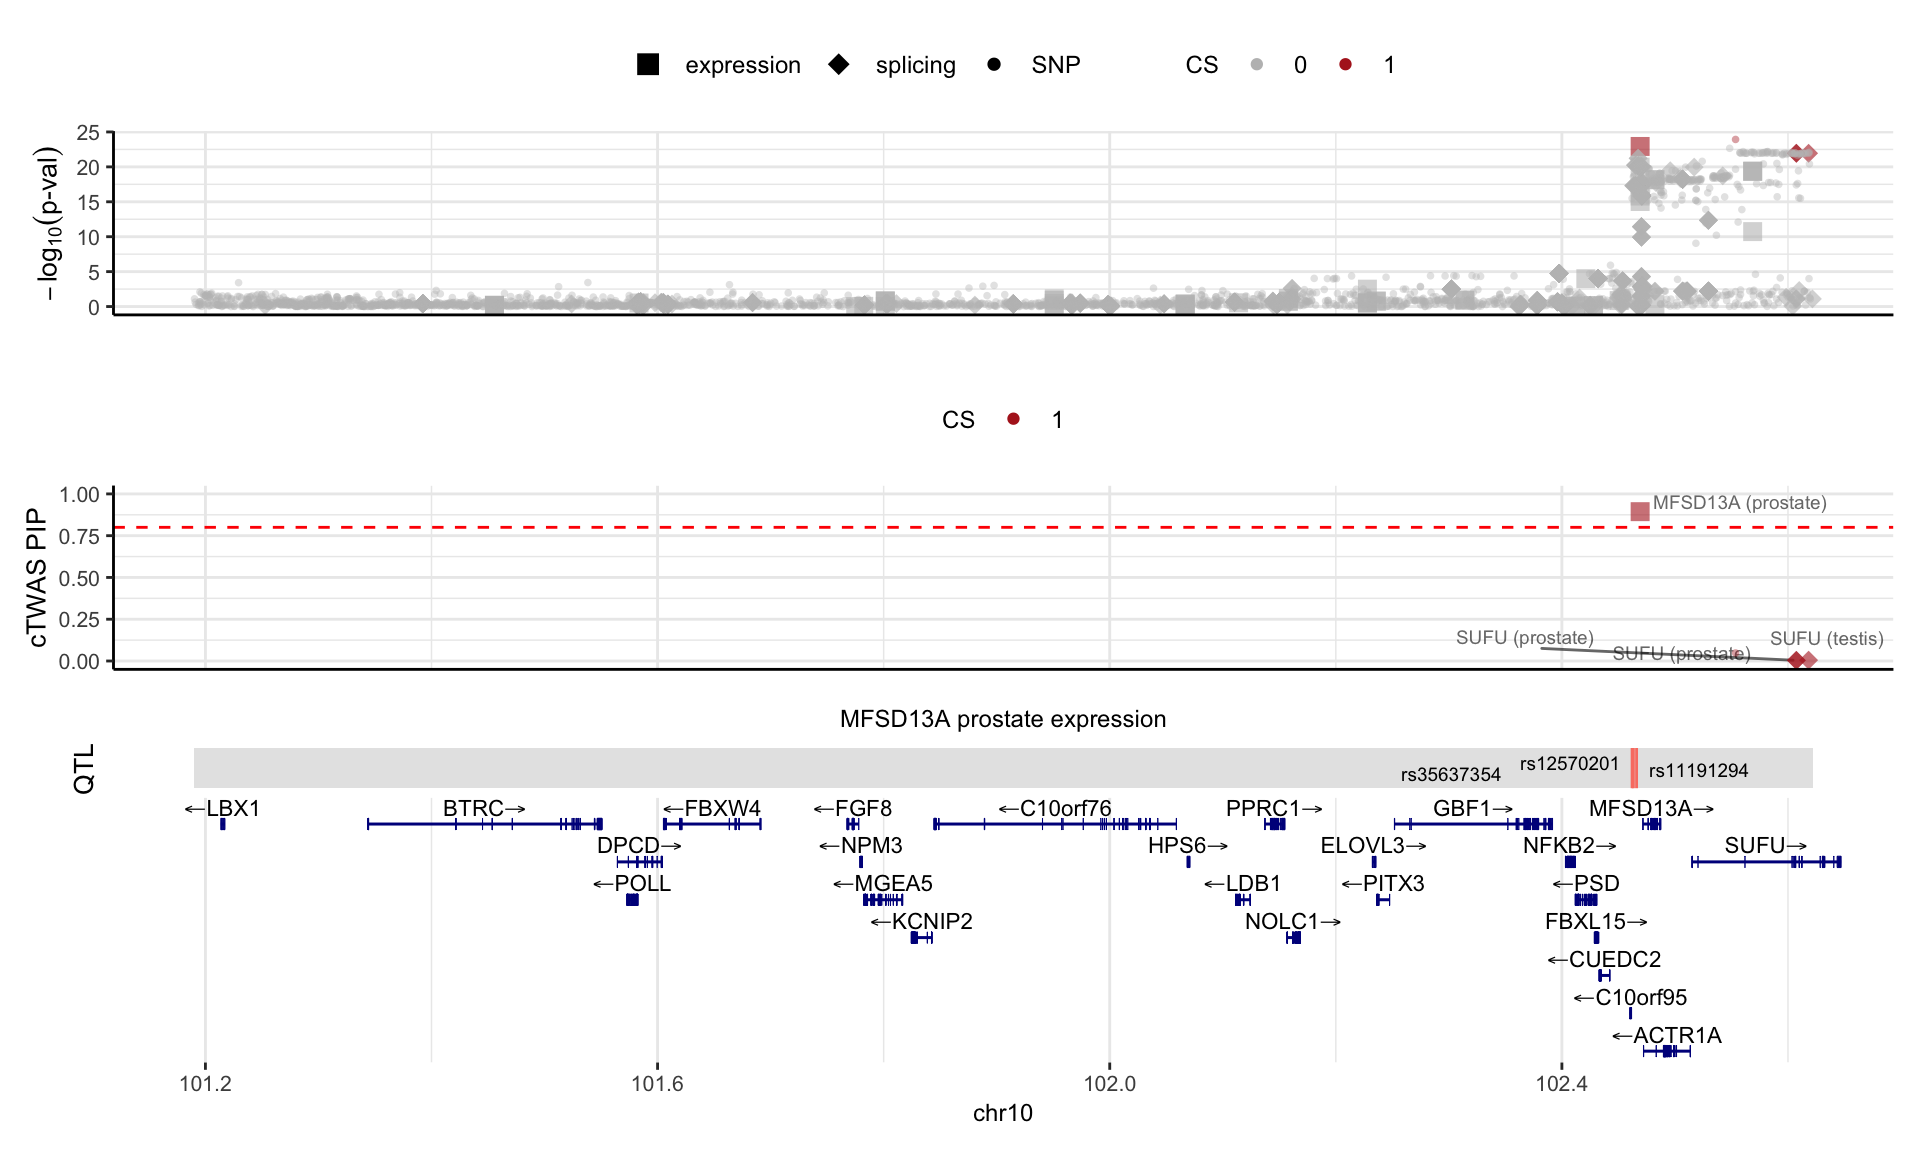 expression splicing SNP CS 0 1
25
20
15
10
5
0
−log10(p-val)
CS 1
1.00
0.75
0.50
0.25
0.00
cTWAS PIP
MFSD13A (prostate)
SUFU (prostate)
SUFU (prostate)
SUFU (testis)
MFSD13A prostate expression
QTL
rs35637354 rs12570201 rs11191294
←LBX1 BTRC→ ←FBXW4 ←FGF8 ←C10orf76 PPRC1→ GBF1→ MFSD13A→
DPCD→ ←NPM3 HPS6→ ELOVL3→ NFKB2→ SUFU→
←POLL ←MGEA5 ←LDB1 ←PITX3 ←PSD
←KCNIP2 NOLC1→ FBXL15→
←CUEDC2
←C10orf95
←ACTR1A
101.2 101.6 102.0 102.4
chr10